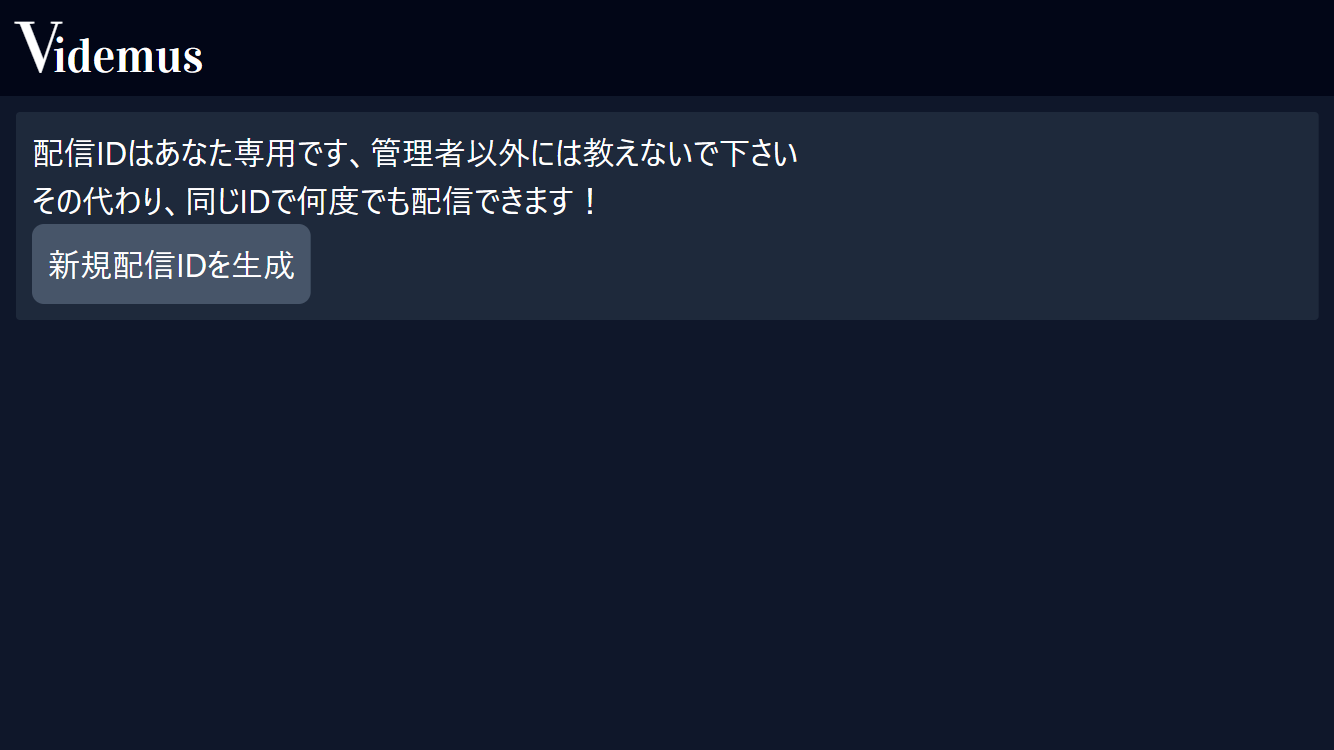 Videmus
配信IDはあなた専用です、管理者以外には教えないで下さい
その代わり、同じIDで何度でも配信できます！
新規配信IDを生成